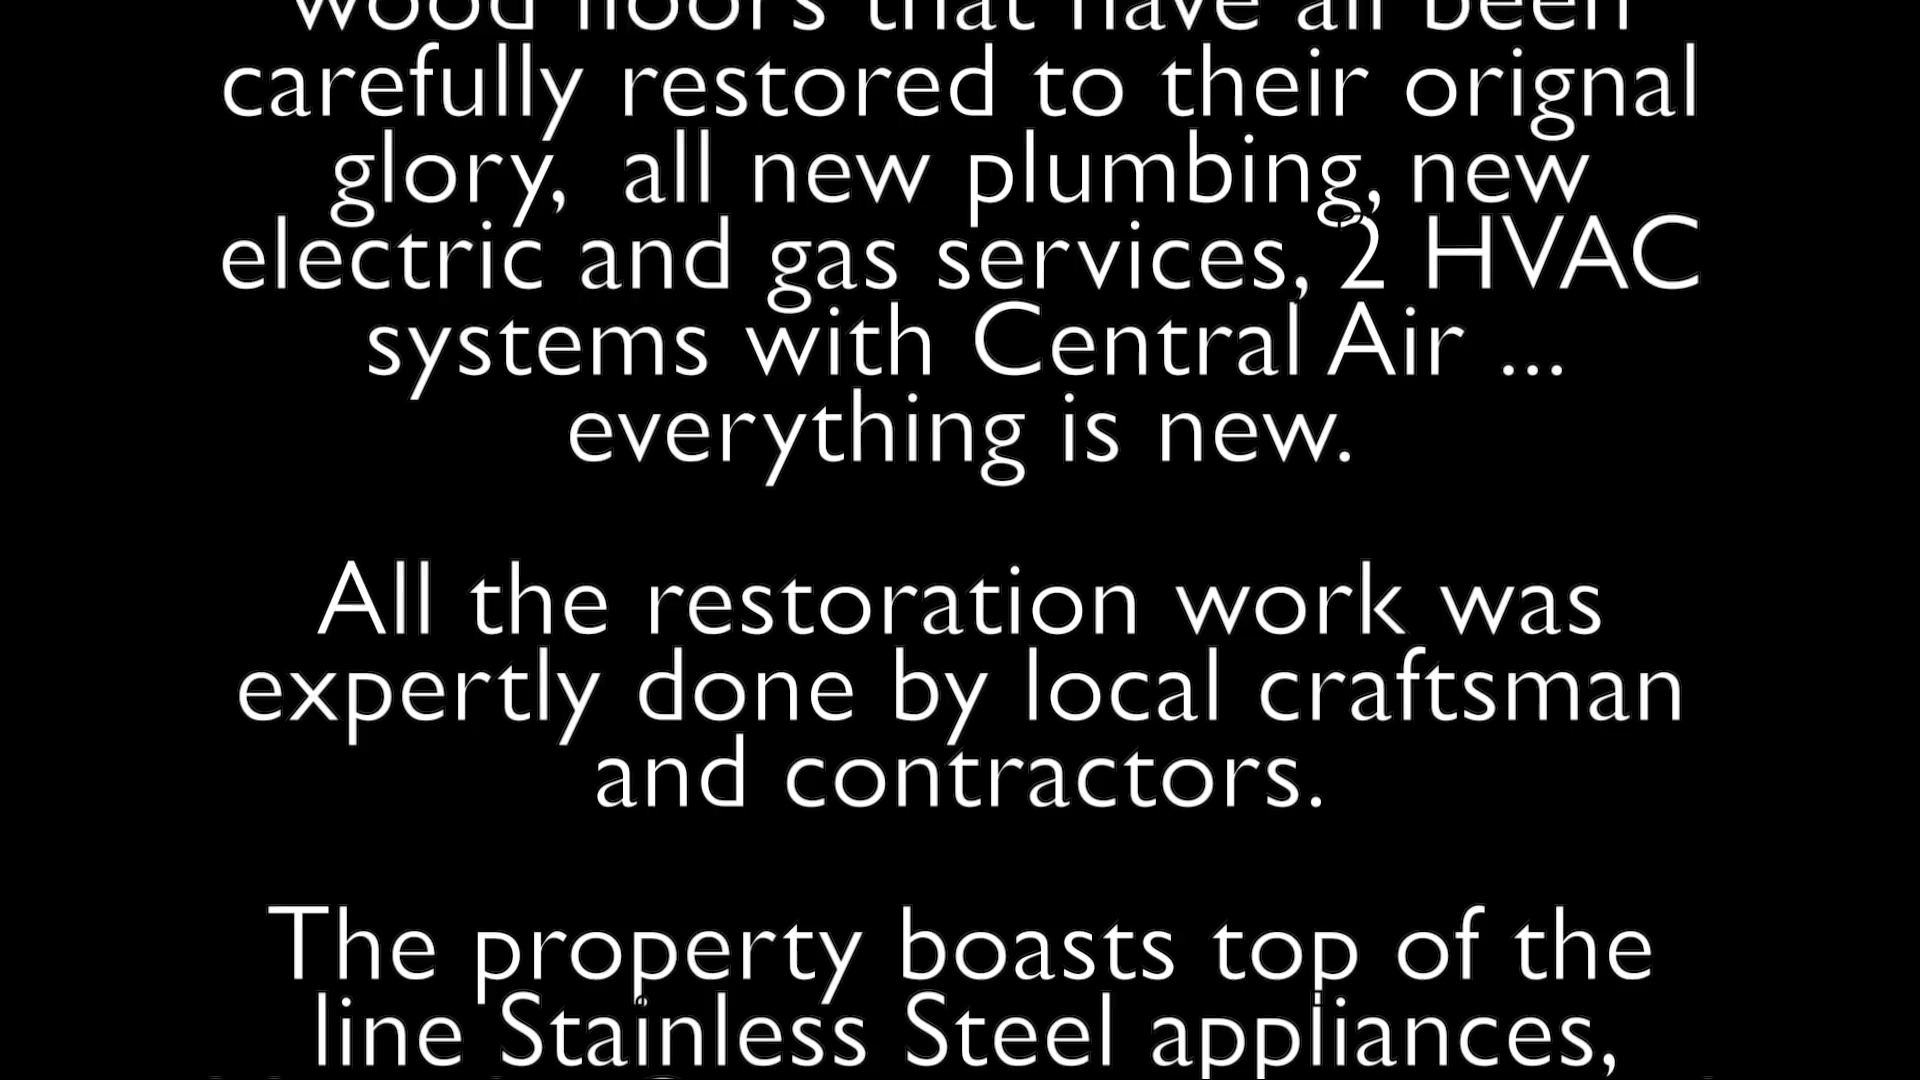 wood floors that have all been
carefully restored to their orignal
glory,  all new plumbing, new
electric and gas services, 2 HVAC
systems with Central Air ...
everything is new.
All the restoration work was
expertly done by local craftsman
and contractors.
The property boasts top of the
line Stainless Steel appliances,